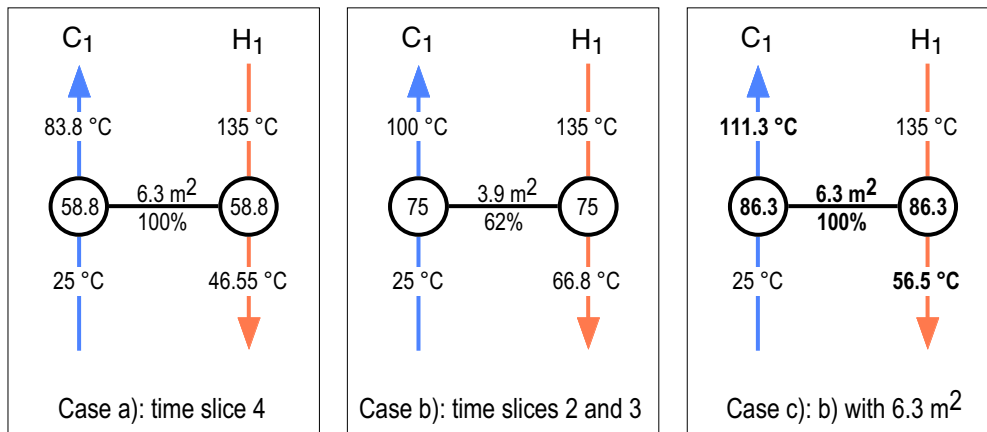 C1 H1
83.8 °C 135 °C
6.3 m2
58.8 58.8
100%
25 °C 46.55 °C
Case a): time slice 4
C1 H1
100 °C 135 °C
3.9 m2
75 75
62%
25 °C 66.8 °C
Case b): time slices 2 and 3
C1 H1
111.3 °C 135 °C
6.3 m2
86.3 86.3
100%
25 °C 56.5 °C
Case c): b) with 6.3 m2